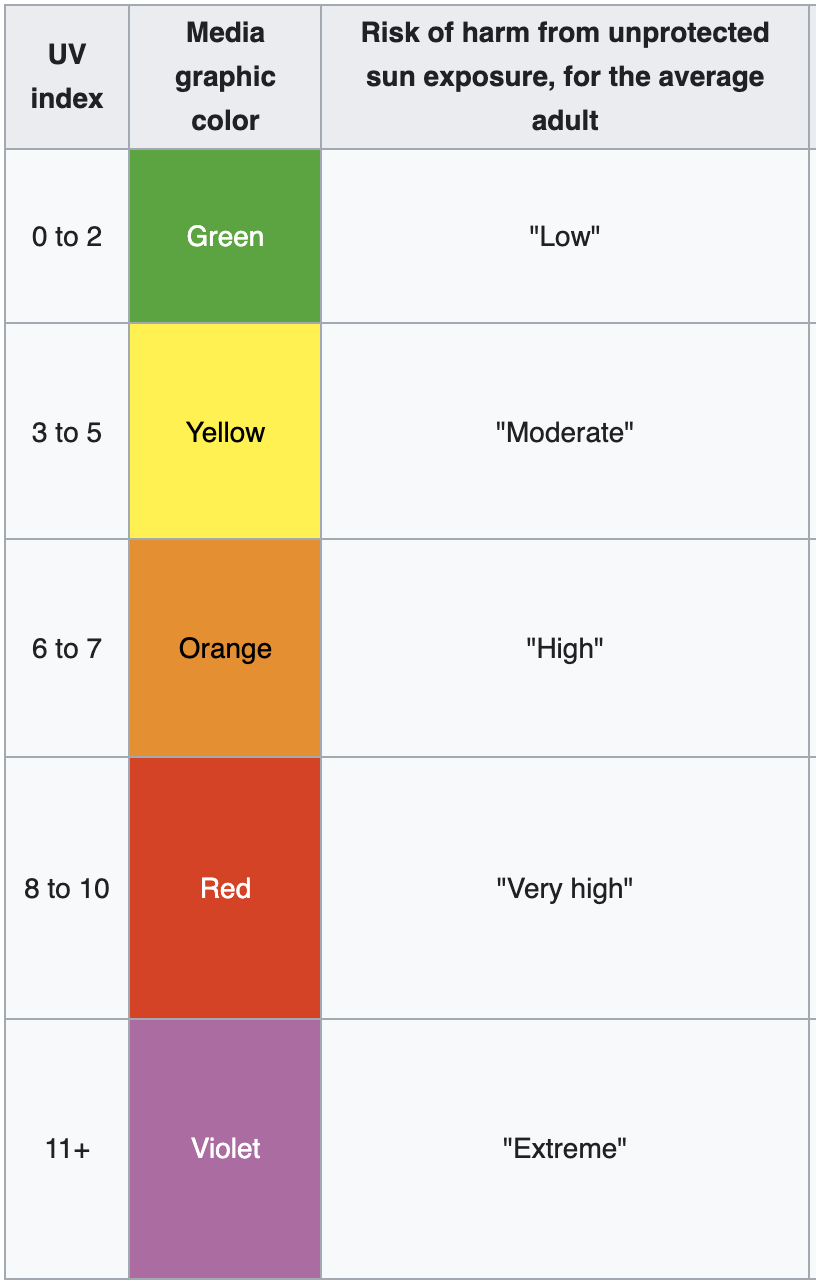 UV
index
Media
graphic
color
Risk of harm from unprotected
sun exposure, for the average
adult
0 to 2
Green
"Low"
3 to 5
Yellow
"Moderate"
6 to 7
Orange
"High"
8 to 10
Red
"Very high"
11+
Violet
"Extreme"